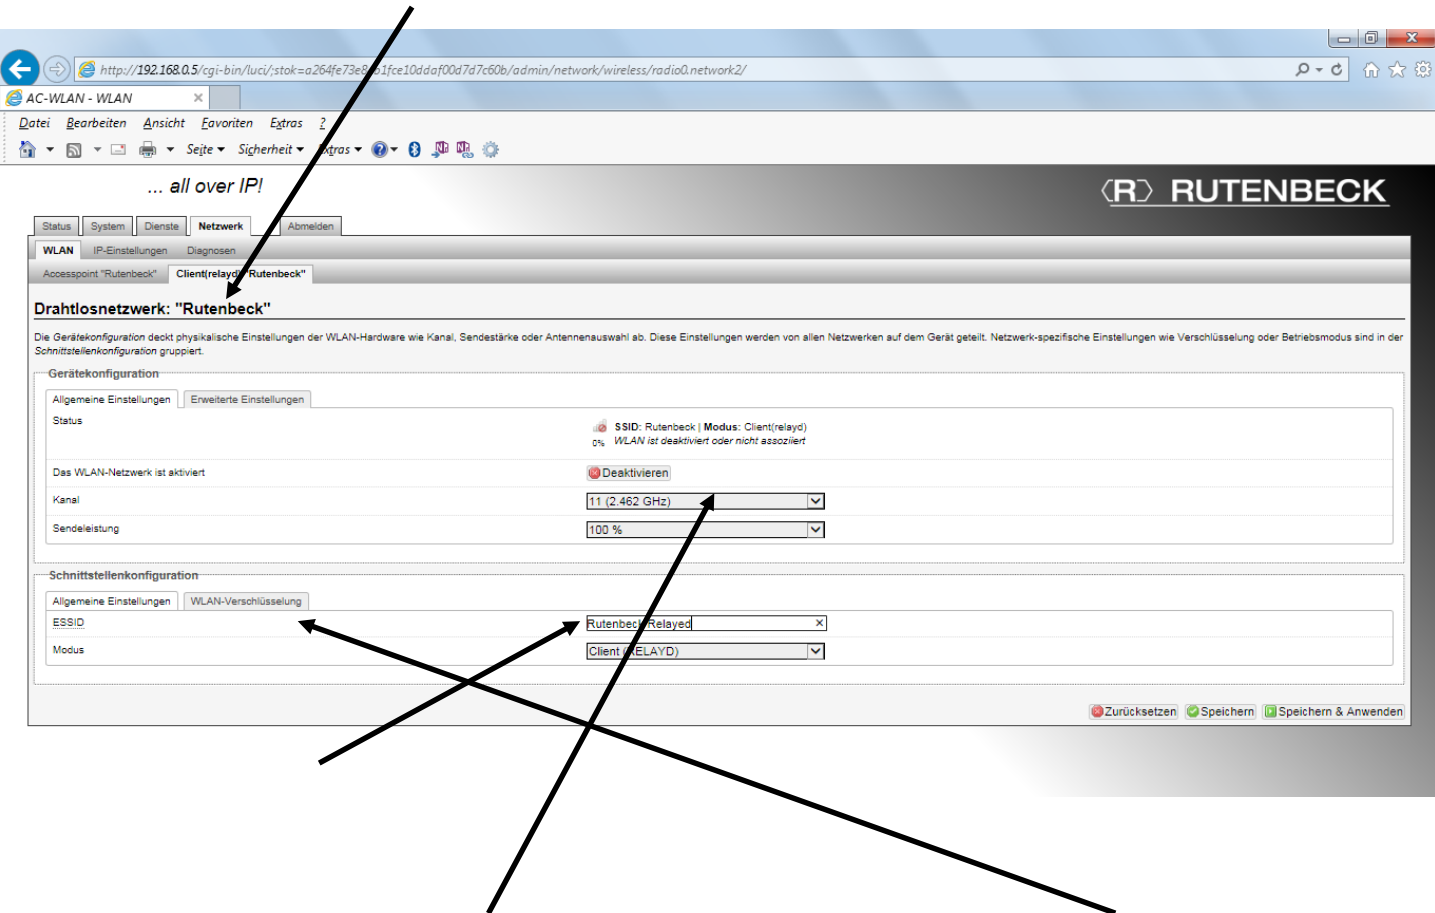 http://192.168.0.5/cgi-bin/luci/;stok=a264fe73e8 b1fce10ddaf00d7d7c60b/admin/network/wireless/radio0.network2/
AC-WLAN - WLAN
Datei Bearbeiten Ansicht Favoriten Extras ?
Seite Sicherheit Extras
... all over IP!
R RUTENBECK
Status System Dienste Netzwerk Abmelden
WLAN IP-Einstellungen Diagnosen
Accesspoint "Rutenbeck" Client(relayd) "Rutenbeck"
Drahtlosnetzwerk: "Rutenbeck"
Die Gerätekonfiguration deckt physikalische Einstellungen der WLAN-Hardware wie Kanal, Sendestärke oder Antennenauswahl ab. Diese Einstellungen werden von allen Netzwerken auf dem Gerät geteilt. Netzwerk-spezifische Einstellungen wie Verschlüsselung oder Betriebsmodus sind in der
Schnittstellenkonfiguration gruppiert.
Gerätekonfiguration
Allgemeine Einstellungen Erweiterte Einstellungen
Status
SSID: Rutenbeck | Modus: Client(relayd)
0% WLAN ist deaktiviert oder nicht assoziiert
Das WLAN-Netzwerk ist aktiviert Deaktivieren
Kanal 11 (2.462 GHz)
Sendeleistung 100 %
Schnittstellenkonfiguration
Allgemeine Einstellungen WLAN-Verschlüsselung
ESSID Rutenbeck Relayed
Modus Client (RELAYD)
Zurücksetzen Speichern Speichern & Anwenden